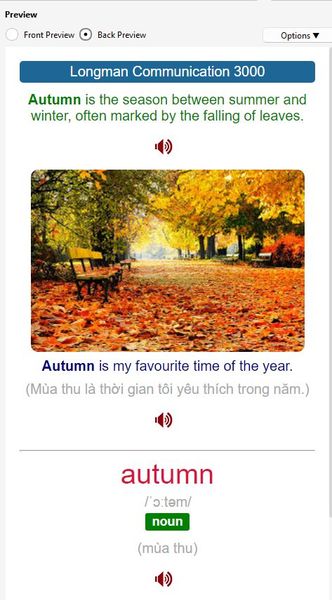 Preview
Front Preview
Back Preview
Options ▼
Longman Communication 3000
Autumn is the season between summer and
winter, often marked by the falling of leaves.
Autumn is my favourite time of the year.
(Mùa thu là thời gian tôi yêu thích trong năm.)
autumn
/ˈɔːtəm/
noun
(mùa thu)